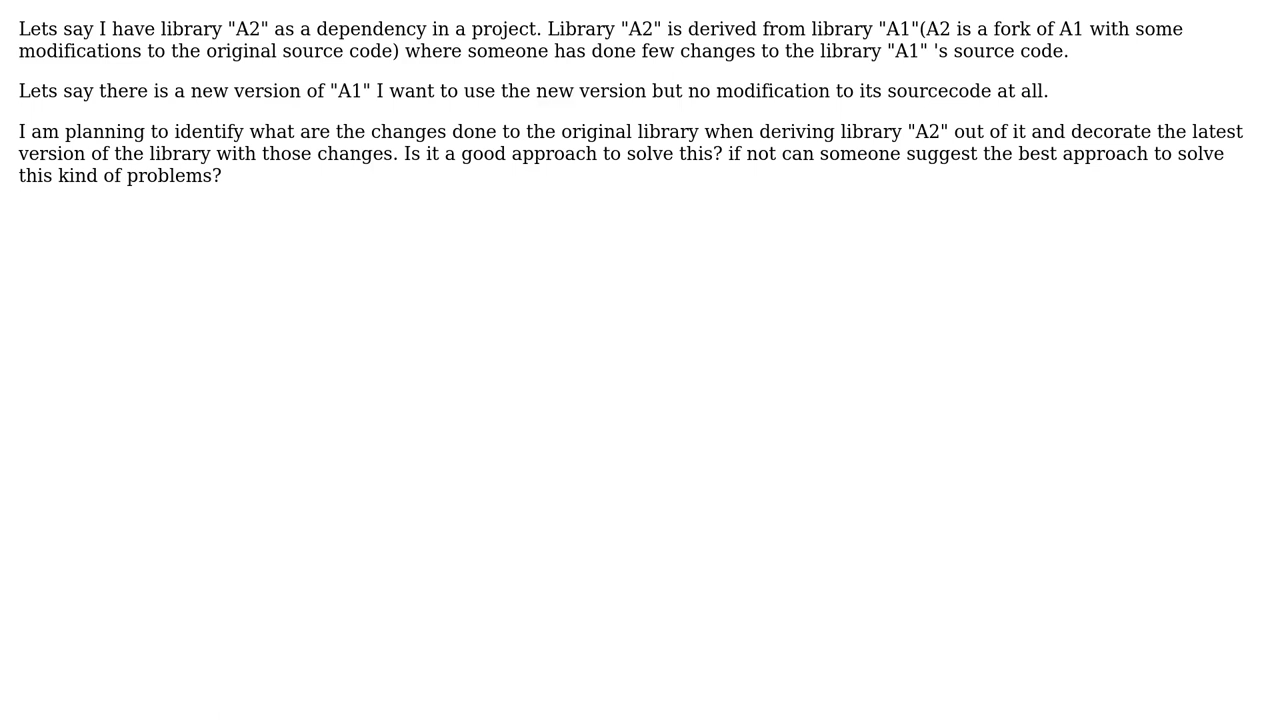 Lets say I have library "A2" as a dependency in a project. Library "A2" is derived from library "A1"(A2 is a fork of A1 with some
modifications to the original source code) where someone has done few changes to the library "A1" 's source code.
Lets say there is a new version of "A1" I want to use the new version but no modification to its sourcecode at all.
I am planning to identify what are the changes done to the original library when deriving library "A2" out of it and decorate the latest
version of the library with those changes. Is it a good approach to solve this? if not can someone suggest the best approach to solve
this kind of problems?